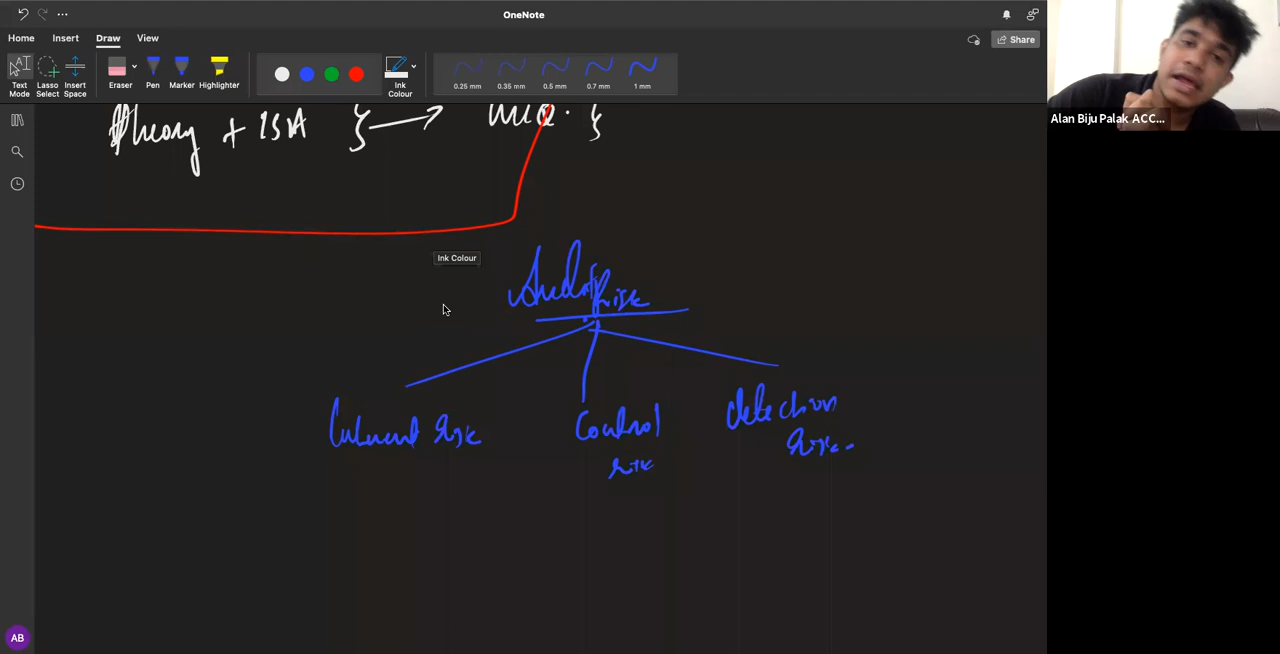 OneNote
Home Insert Draw View
Share
Text Mode
Lasso Select
Insert Space
Eraser
Pen
Marker
Highlighter
Ink Colour
0.25 mm
0.35 mm
0.5 mm
0.7 mm
1 mm
Alan Biju Palak ACC...
Theory + ISA } → MCQ. }
Ink Colour
Audit Risk
Inherent Risk
Control
risk
detection
risk.
AB